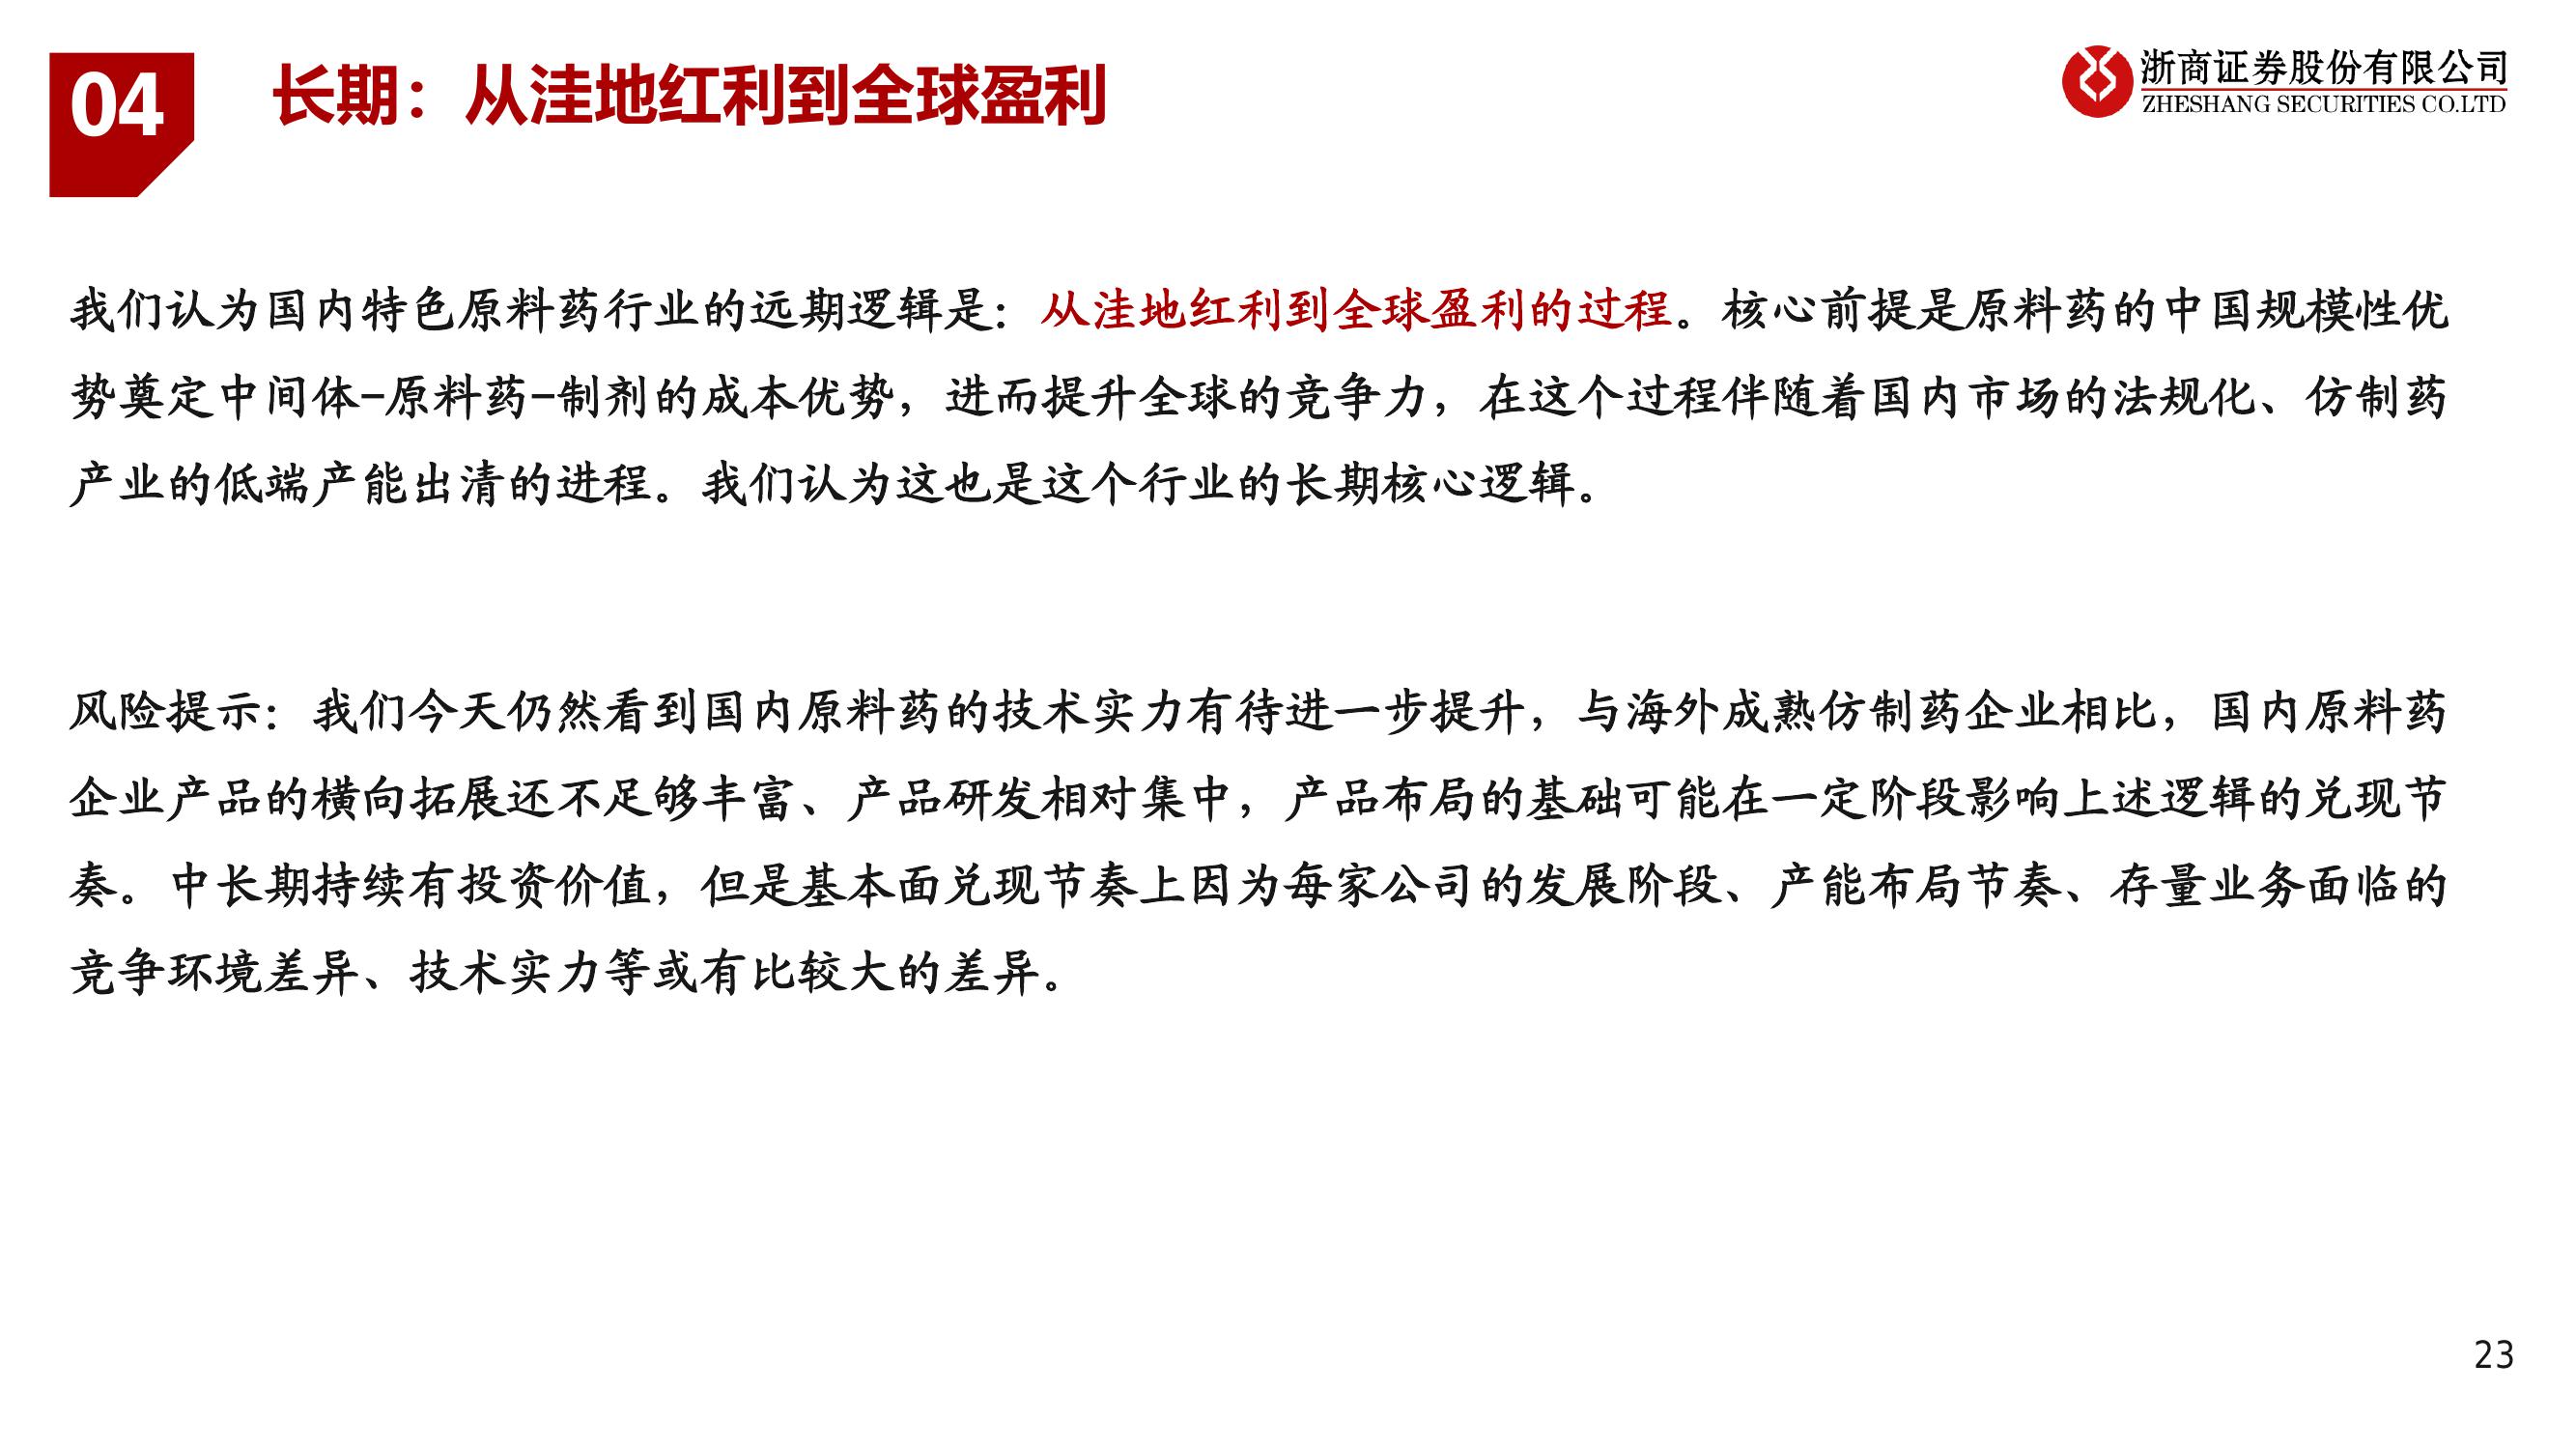 04
长期：从洼地红利到全球盈利
浙商证券股份有限公司
ZHESHANG SECURITIES CO.LTD
我们认为国内特色原料药行业的远期逻辑是：从洼地红利到全球盈利的过程。核心前提是原料药的中国规模性优
势奠定中间体-原料药-制剂的成本优势，进而提升全球的竞争力，在这个过程伴随着国内市场的法规化、仿制药
产业的低端产能出清的进程。我们认为这也是这个行业的长期核心逻辑。
风险提示：我们今天仍然看到国内原料药的技术实力有待进一步提升，与海外成熟仿制药企业相比，国内原料药
企业产品的横向拓展还不足够丰富、产品研发相对集中，产品布局的基础可能在一定阶段影响上述逻辑的兑现节
奏。中长期持续有投资价值，但是基本面兑现节奏上因为每家公司的发展阶段、产能布局节奏、存量业务面临的
竞争环境差异、技术实力等或有比较大的差异。
23